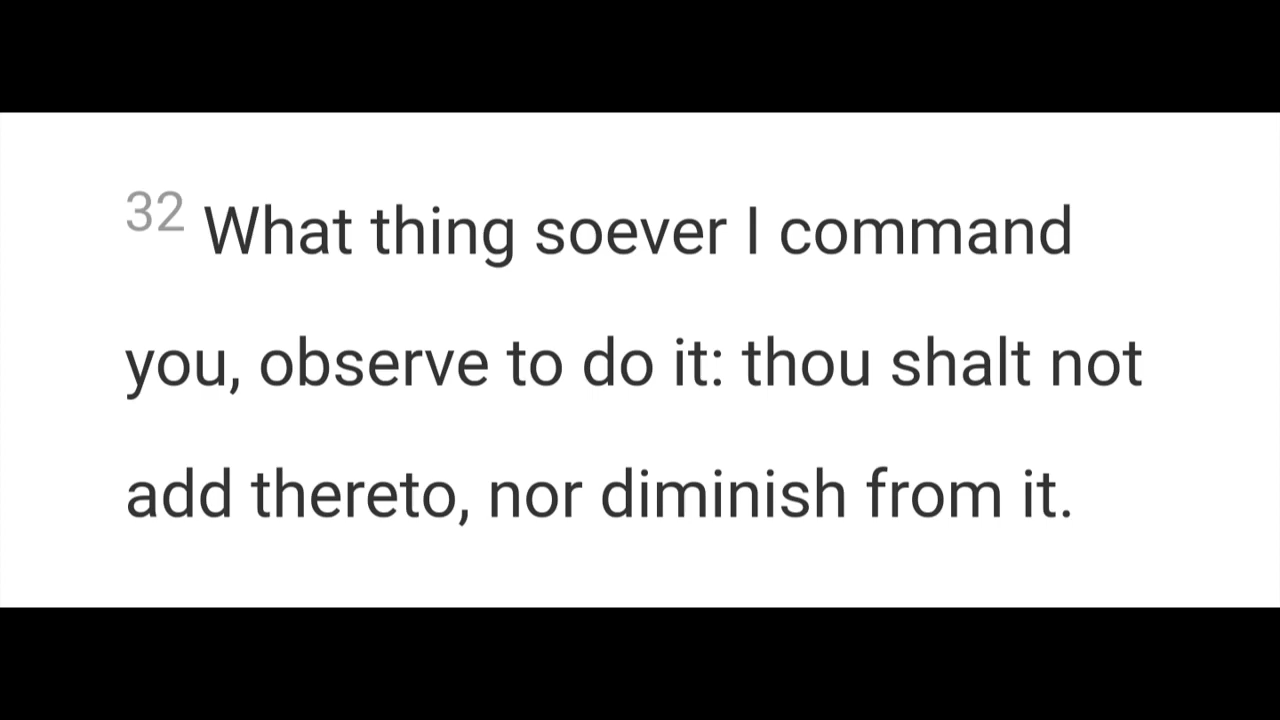 32 What thing soever I command
you, observe to do it: thou shalt not
add thereto, nor diminish from it.